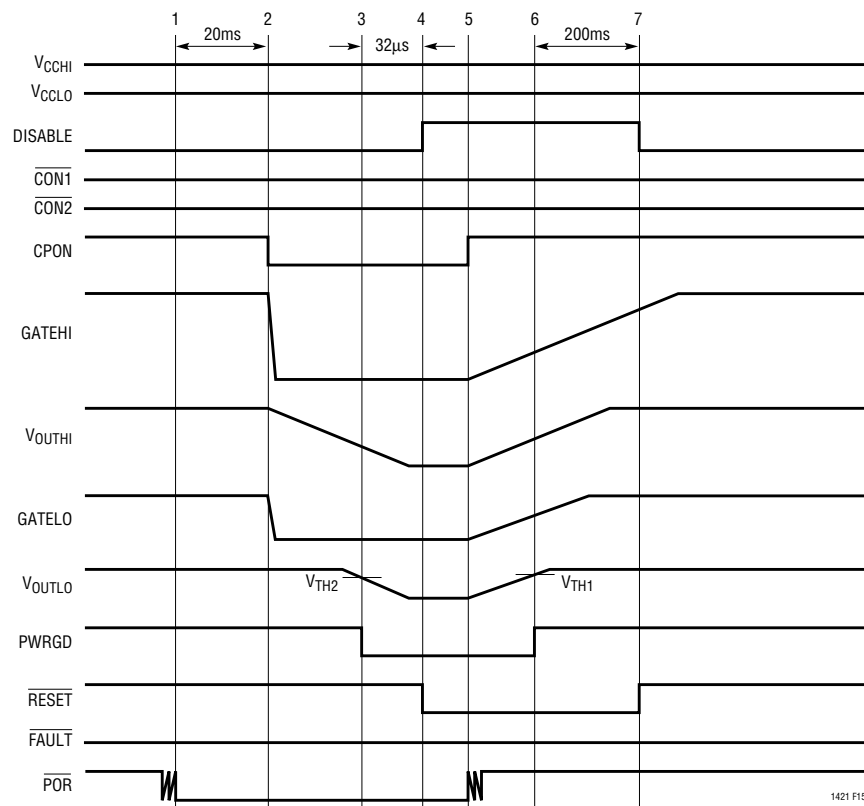 1 2 3 4 5 6 7
20ms 32µs 200ms
VCCHI
VCCLO
DISABLE
CON1
CON2
CPON
GATEHI
VOUTHI
GATELO
VOUTLO VTH2 VTH1
PWRGD
RESET
FAULT
POR
1421 F15